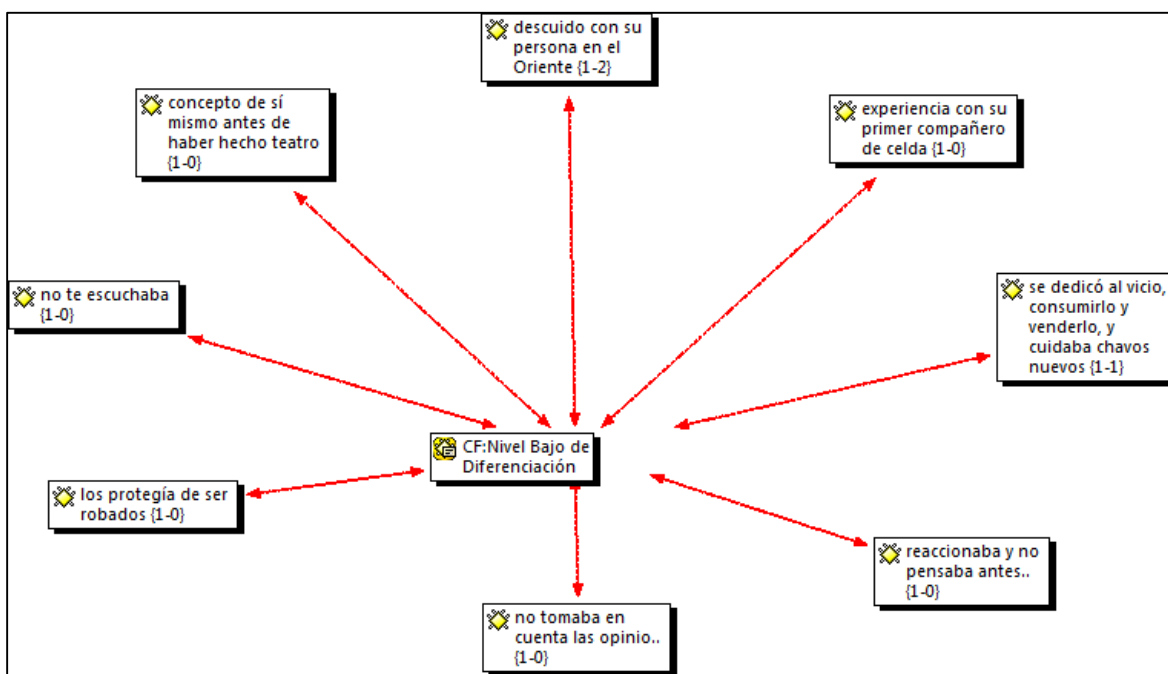 descuido con su
persona en el
Oriente {1-2}
concepto de sí
mismo antes de
haber hecho teatro
{1-0}
experiencia con su
primer compañero
de celda {1-0}
no te escuchaba
{1-0}
se dedicó al vicio,
consumirlo y
venderlo, y
cuidaba chavos
nuevos {1-1}
CF:Nivel Bajo de
Diferenciación
los protegía de ser
robados {1-0}
reaccionaba y no
pensaba antes..
{1-0}
no tomaba en
cuenta las opinio..
{1-0}